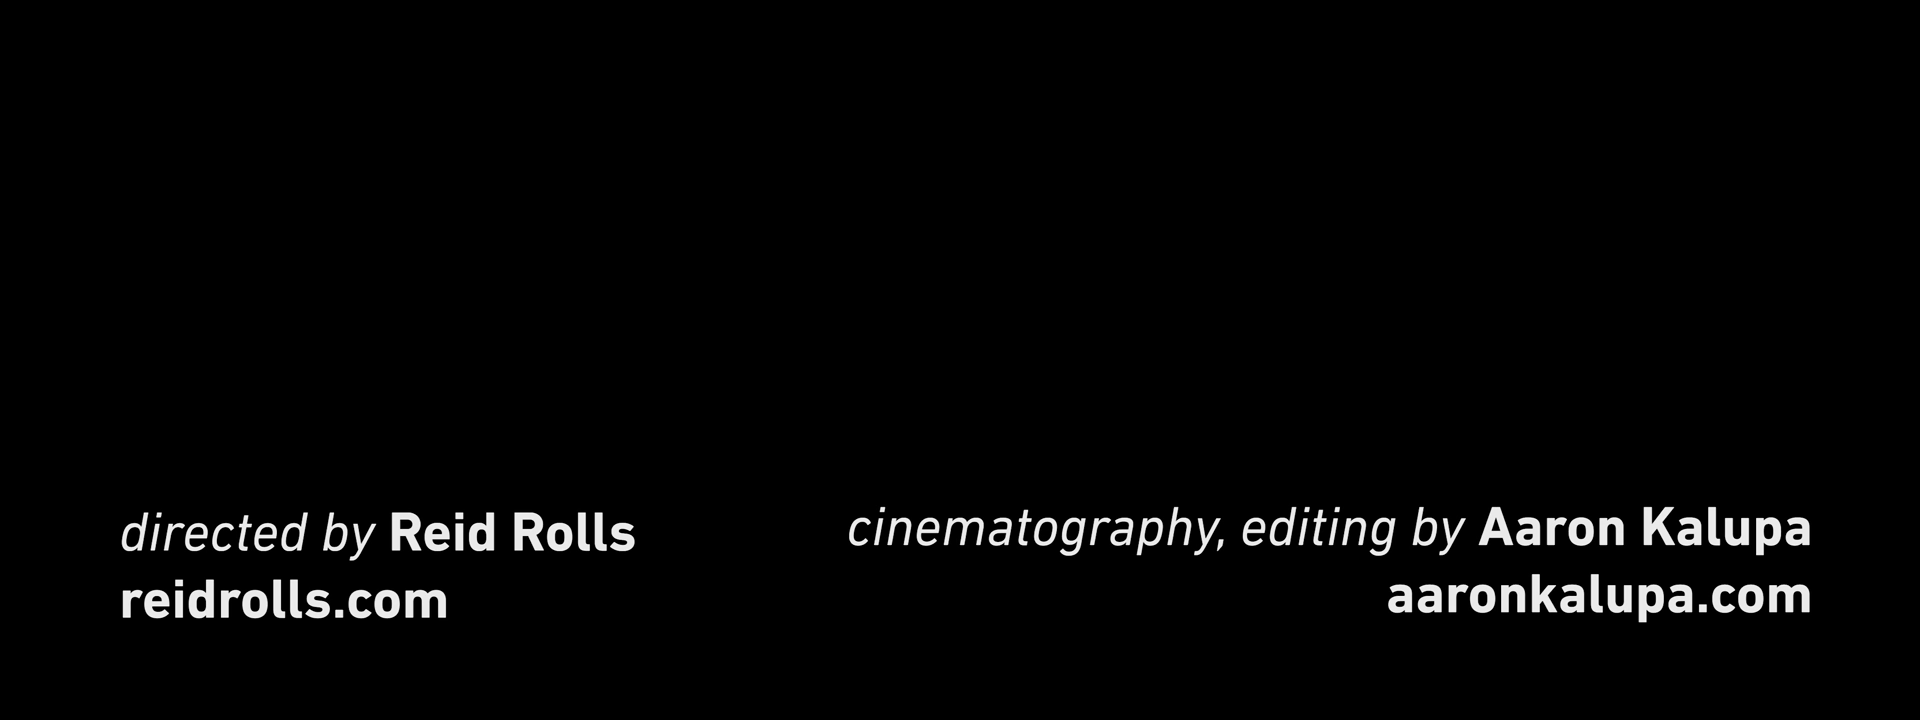 directed by Reid Rolls
reidrolls.com
cinematography, editing by Aaron Kalupa
aaronkalupa.com